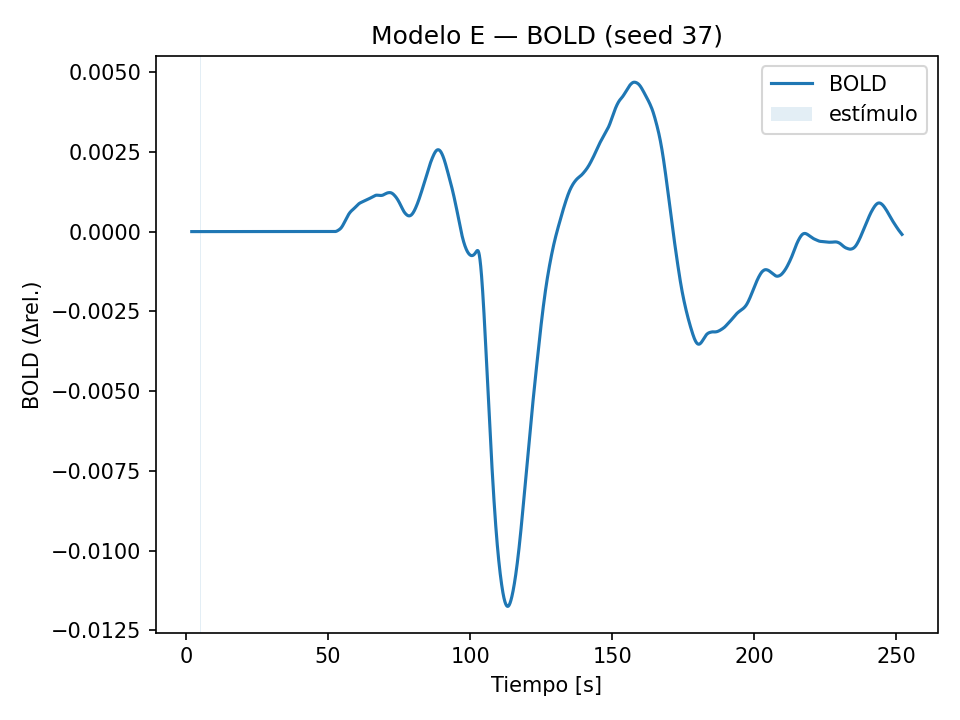 Modelo E — BOLD (seed 37)
BOLD
estímulo
BOLD (Δrel.)
0.0050
0.0025
0.0000
−0.0025
−0.0050
−0.0075
−0.0100
−0.0125
0 50 100 150 200 250
Tiempo [s]